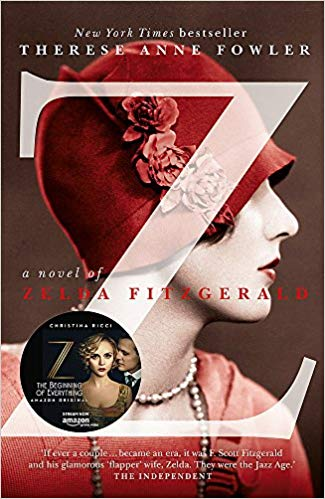 New York Times bestseller
THERESE ANNE FOWLER
Z
a novel of
ZELDA FITZGERALD
CHRISTINA RICCI
Z
THE BEGINNING
OF EVERYTHING
AMAZON ORIGINAL
STREAM NOW
amazon
'If ever a couple ... became an era, it was F. Scott Fitzgerald
and his glamorous 'flapper' wife, Zelda. They were the Jazz Age.'
THE INDEPENDENT